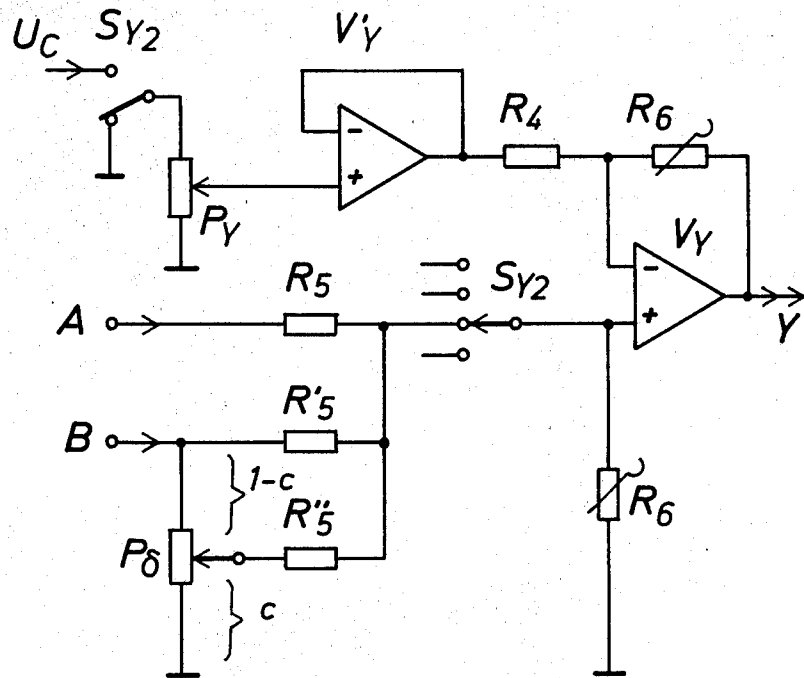 U_C
S_Y2
V'_Y
R_4
R_6
-
+
P_Y
V_Y
-
+
R_5
S_Y2
A
Y
R'_5
B
1-c
R''_5
R_6
P_δ
c